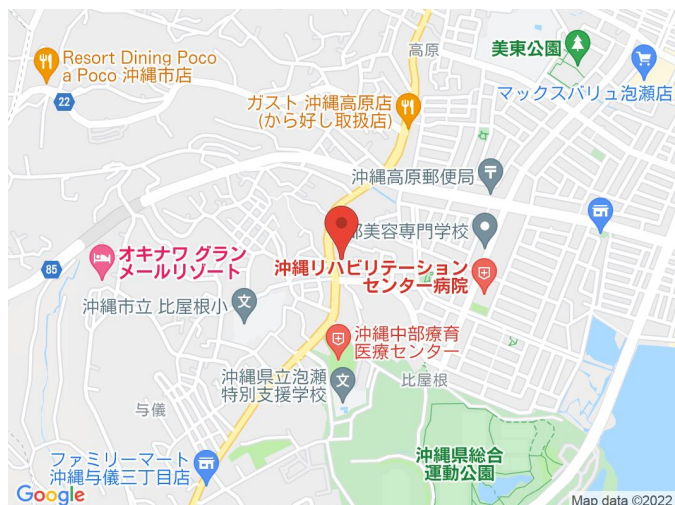 高原
美東公園
Resort Dining Poco
a Poco 沖縄市店
22
マックスバリュ泡瀬店
ガスト 沖縄高原店
(から好し取扱店)
沖縄高原郵便局
部美容専門学校
オキナワ グラン
メールリゾート
沖縄リハビリテーション
センター病院
85
沖縄市立 比屋根小
沖縄中部療育
医療センター
沖縄県立泡瀬
特別支援学校
比屋根
与儀
ファミリーマート
沖縄与儀三丁目店
沖縄県総合
運動公園
Google
Map data ©2022